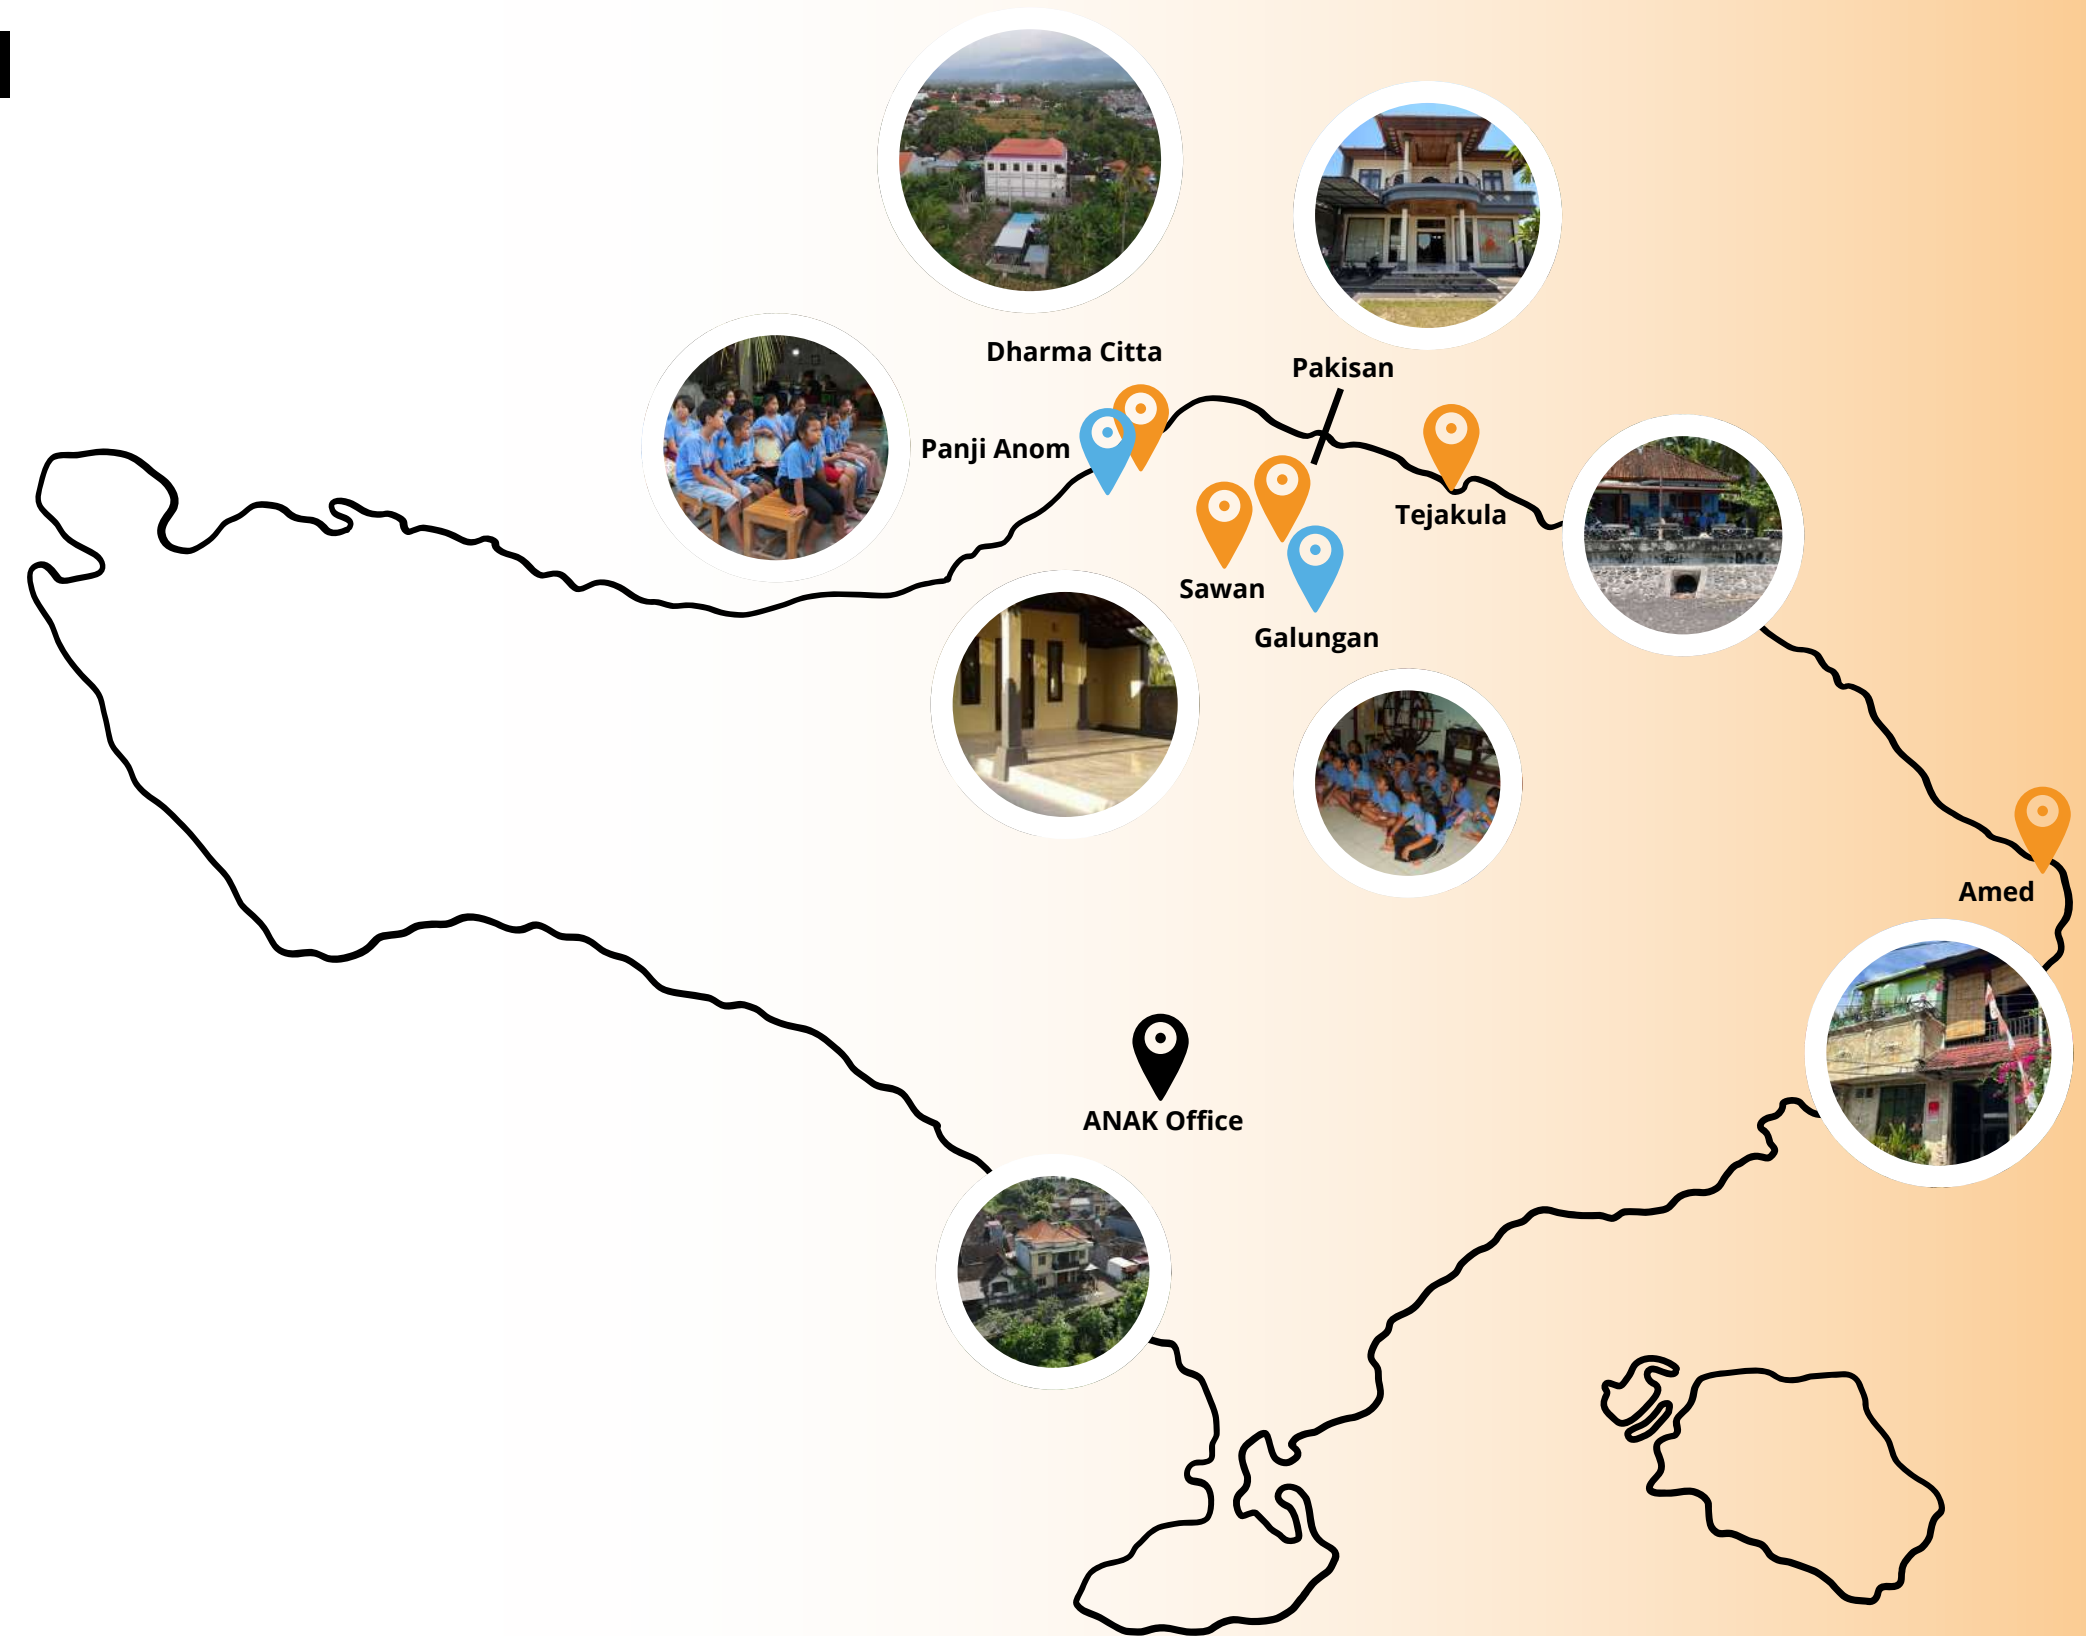 Dharma Citta
Pakisan
Panji Anom
Tejakula
Sawan
Galungan
Amed
ANAK Office